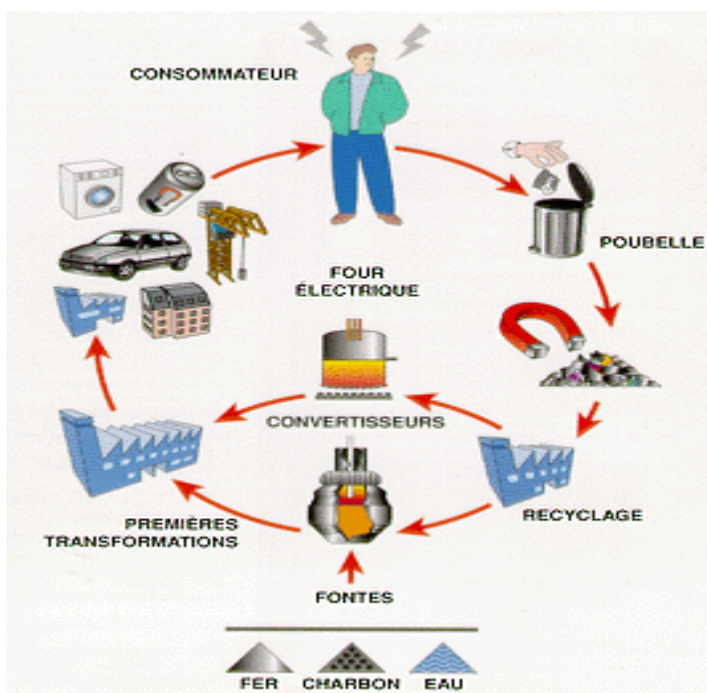 CONSOMMATEUR
POUBELLE
FOUR
ÉLECTRIQUE
CONVERTISSEURS
RECYCLAGE
PREMIÈRES
TRANSFORMATIONS
FONTES
FER CHARBON EAU